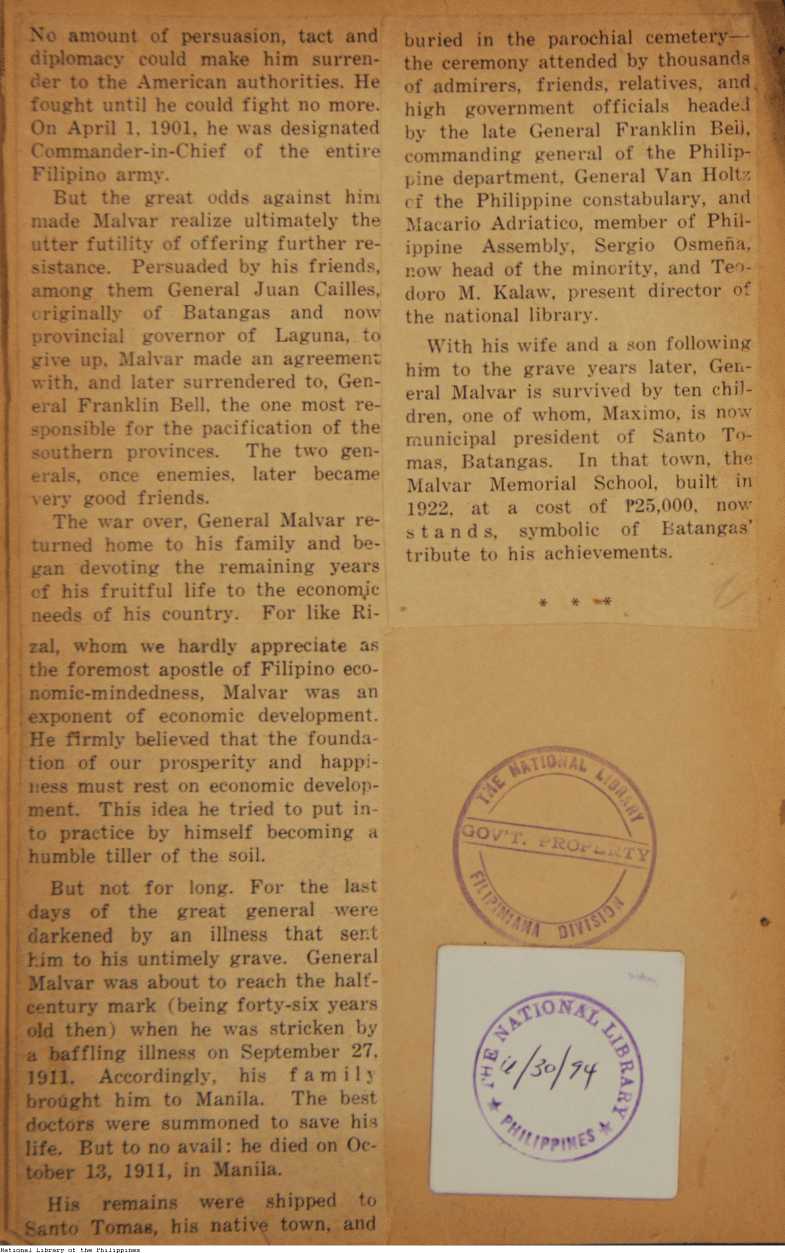 No amount of persuasion, tact and
diplomacy could make him surren-
der to the American authorities. He
fought until he could fight no more.
On April 1, 1901, he was designated
Commander-in-Chief of the entire
Filipino army.
But the great odds against him
made Malvar realize ultimately the
utter futility of offering further re-
sistance. Persuaded by his friends,
among them General Juan Cailles,
originally of Batangas and now
provincial governor of Laguna, to
give up, Malvar made an agreement
with, and later surrendered to, Gen-
eral Franklin Bell, the one most re-
sponsible for the pacification of the
southern provinces. The two gen-
erals, once enemies, later became
very good friends.
The war over, General Malvar re-
turned home to his family and be-
gan devoting the remaining years
of his fruitful life to the economic
needs of his country. For like Ri-
zal, whom we hardly appreciate as
the foremost apostle of Filipino eco-
nomic-mindedness, Malvar was an
exponent of economic development.
He firmly believed that the founda-
tion of our prosperity and happi-
ness must rest on economic develop-
ment. This idea he tried to put in-
to practice by himself becoming a
humble tiller of the soil.
But not for long. For the last
days of the great general were
darkened by an illness that sent
him to his untimely grave. General
Malvar was about to reach the half-
century mark (being forty-six years
old then) when he was stricken by
a baffling illness on September 27,
1911. Accordingly, his family
brought him to Manila. The best
doctors were summoned to save his
life. But to no avail: he died on Oc-
tober 13, 1911, in Manila.
His remains were shipped to
Santo Tomas, his native town, and
buried in the parochial cemetery—
the ceremony attended by thousands
of admirers, friends, relatives, and
high government officials headed
by the late General Franklin Bell,
commanding general of the Philip-
pine department, General Van Holtz
of the Philippine constabulary, and
Macario Adriatico, member of Phil-
ippine Assembly, Sergio Osmeña,
now head of the minority, and Teo-
doro M. Kalaw, present director of
the national library.
With his wife and a son following
him to the grave years later, Gen-
eral Malvar is survived by ten chil-
dren, one of whom, Maximo, is now
municipal president of Santo To-
mas, Batangas. In that town, the
Malvar Memorial School, built in
1922, at a cost of ₱25,000, now
stands, symbolic of Batangas'
tribute to his achievements.
* * *
THE NATIONAL LIBRARY
GOV'T. PROPERTY
FILIPINIANA DIVISION
THE NATIONAL LIBRARY
11/30/94
PHILIPPINES
National Library of the Philippines